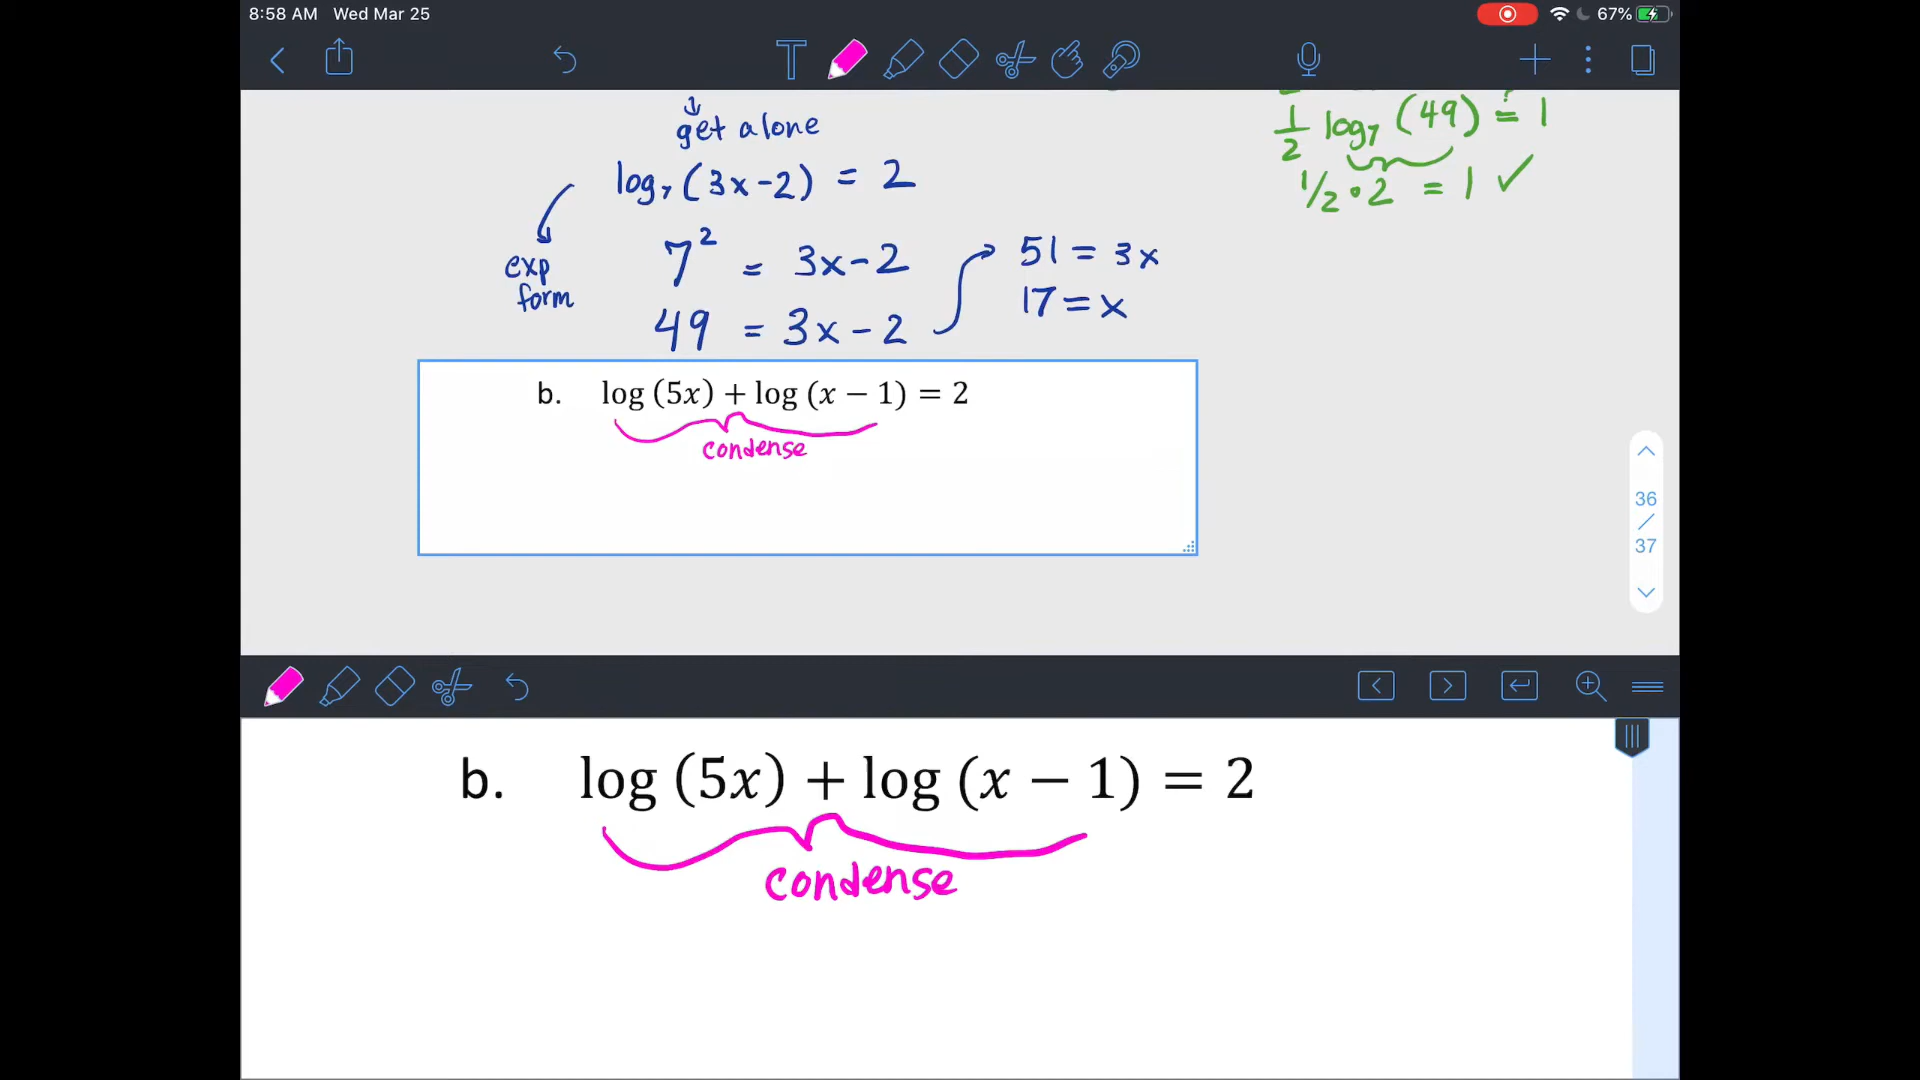 8:58 AM Wed Mar 25
67%
get alone
log₇(3x-2) = 2
exp
form
7² = 3x-2
49 = 3x-2
51 = 3x
17 = x
1/2 log₇(49) ?= 1
1/2 • 2 = 1 ✓
b. log (5x) + log (x − 1) = 2
condense
36
/
37
b. log (5x) + log (x − 1) = 2
condense